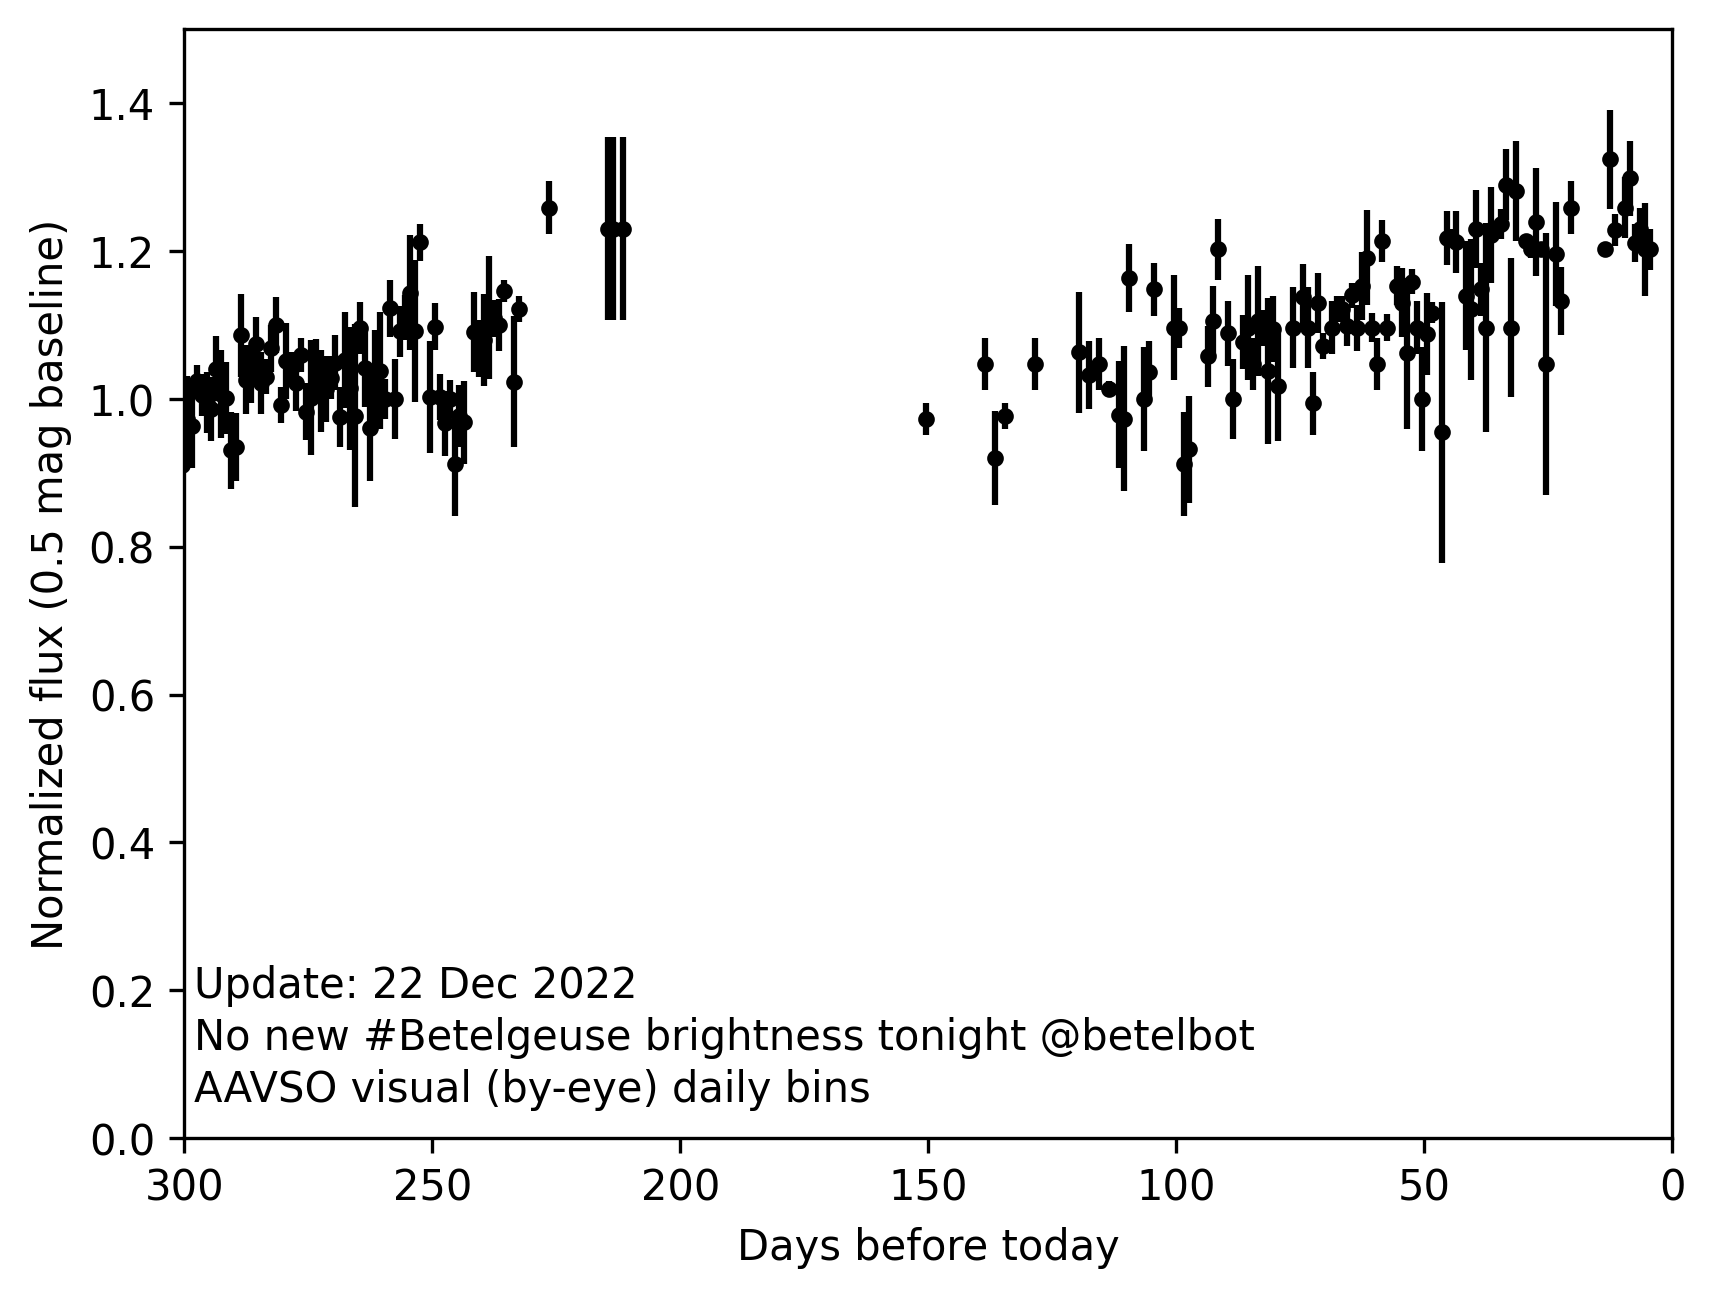 1.4
1.2
1.0
0.8
0.6
0.4
0.2
0.0
Normalized flux (0.5 mag baseline)
Update: 22 Dec 2022
No new #Betelgeuse brightness tonight @betelbot
AAVSO visual (by-eye) daily bins
300 250 200 150 100 50 0
Days before today